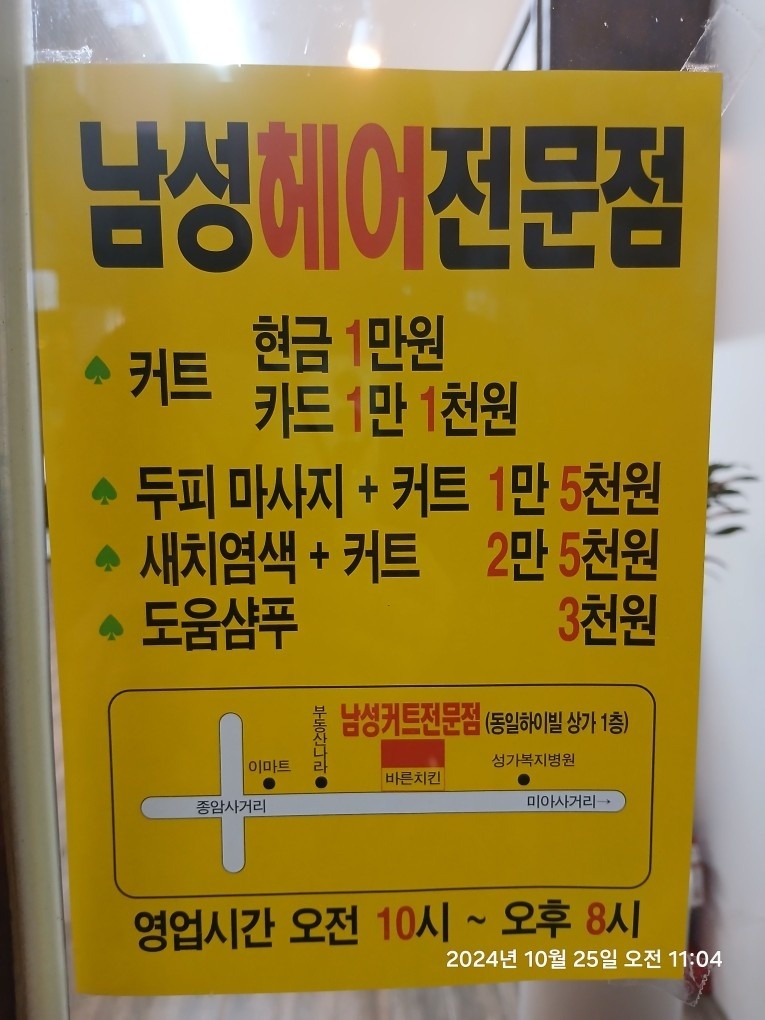 남성헤어전문점
♠ 커트 현금 1만원
카드 1만 1천원
♠ 두피 마사지 + 커트 1만 5천원
♠ 새치염색 + 커트 2만 5천원
♠ 도움샴푸 3천원
남성커트전문점 (동일하이빌 상가 1층)
부동산나라
이마트
바른치킨
성가복지병원
종암사거리
미아사거리→
영업시간 오전 10시 ~ 오후 8시
2024년 10월 25일 오전 11:04